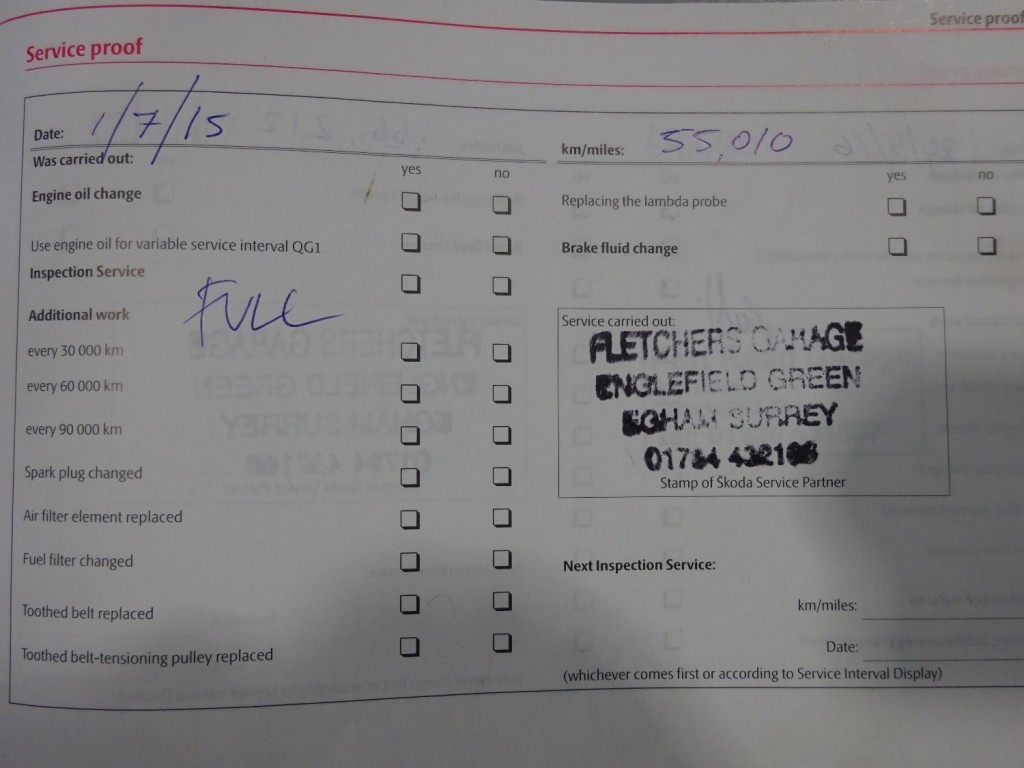 Service proof
Service proof
Date: 1/7/15
Was carried out:
yes no
Engine oil change
Use engine oil for variable service interval QG1
Inspection Service
FULL
Additional work
every 30 000 km
every 60 000 km
every 90 000 km
Spark plug changed
Air filter element replaced
Fuel filter changed
Toothed belt replaced
Toothed belt-tensioning pulley replaced
km/miles: 55,010
yes no
Replacing the lambda probe
Brake fluid change
Service carried out:
FLETCHERS GARAGE
ENGLEFIELD GREEN
EGHAM SURREY
01784 432188
Stamp of Škoda Service Partner
Next Inspection Service:
km/miles:
Date:
(whichever comes first or according to Service Interval Display)